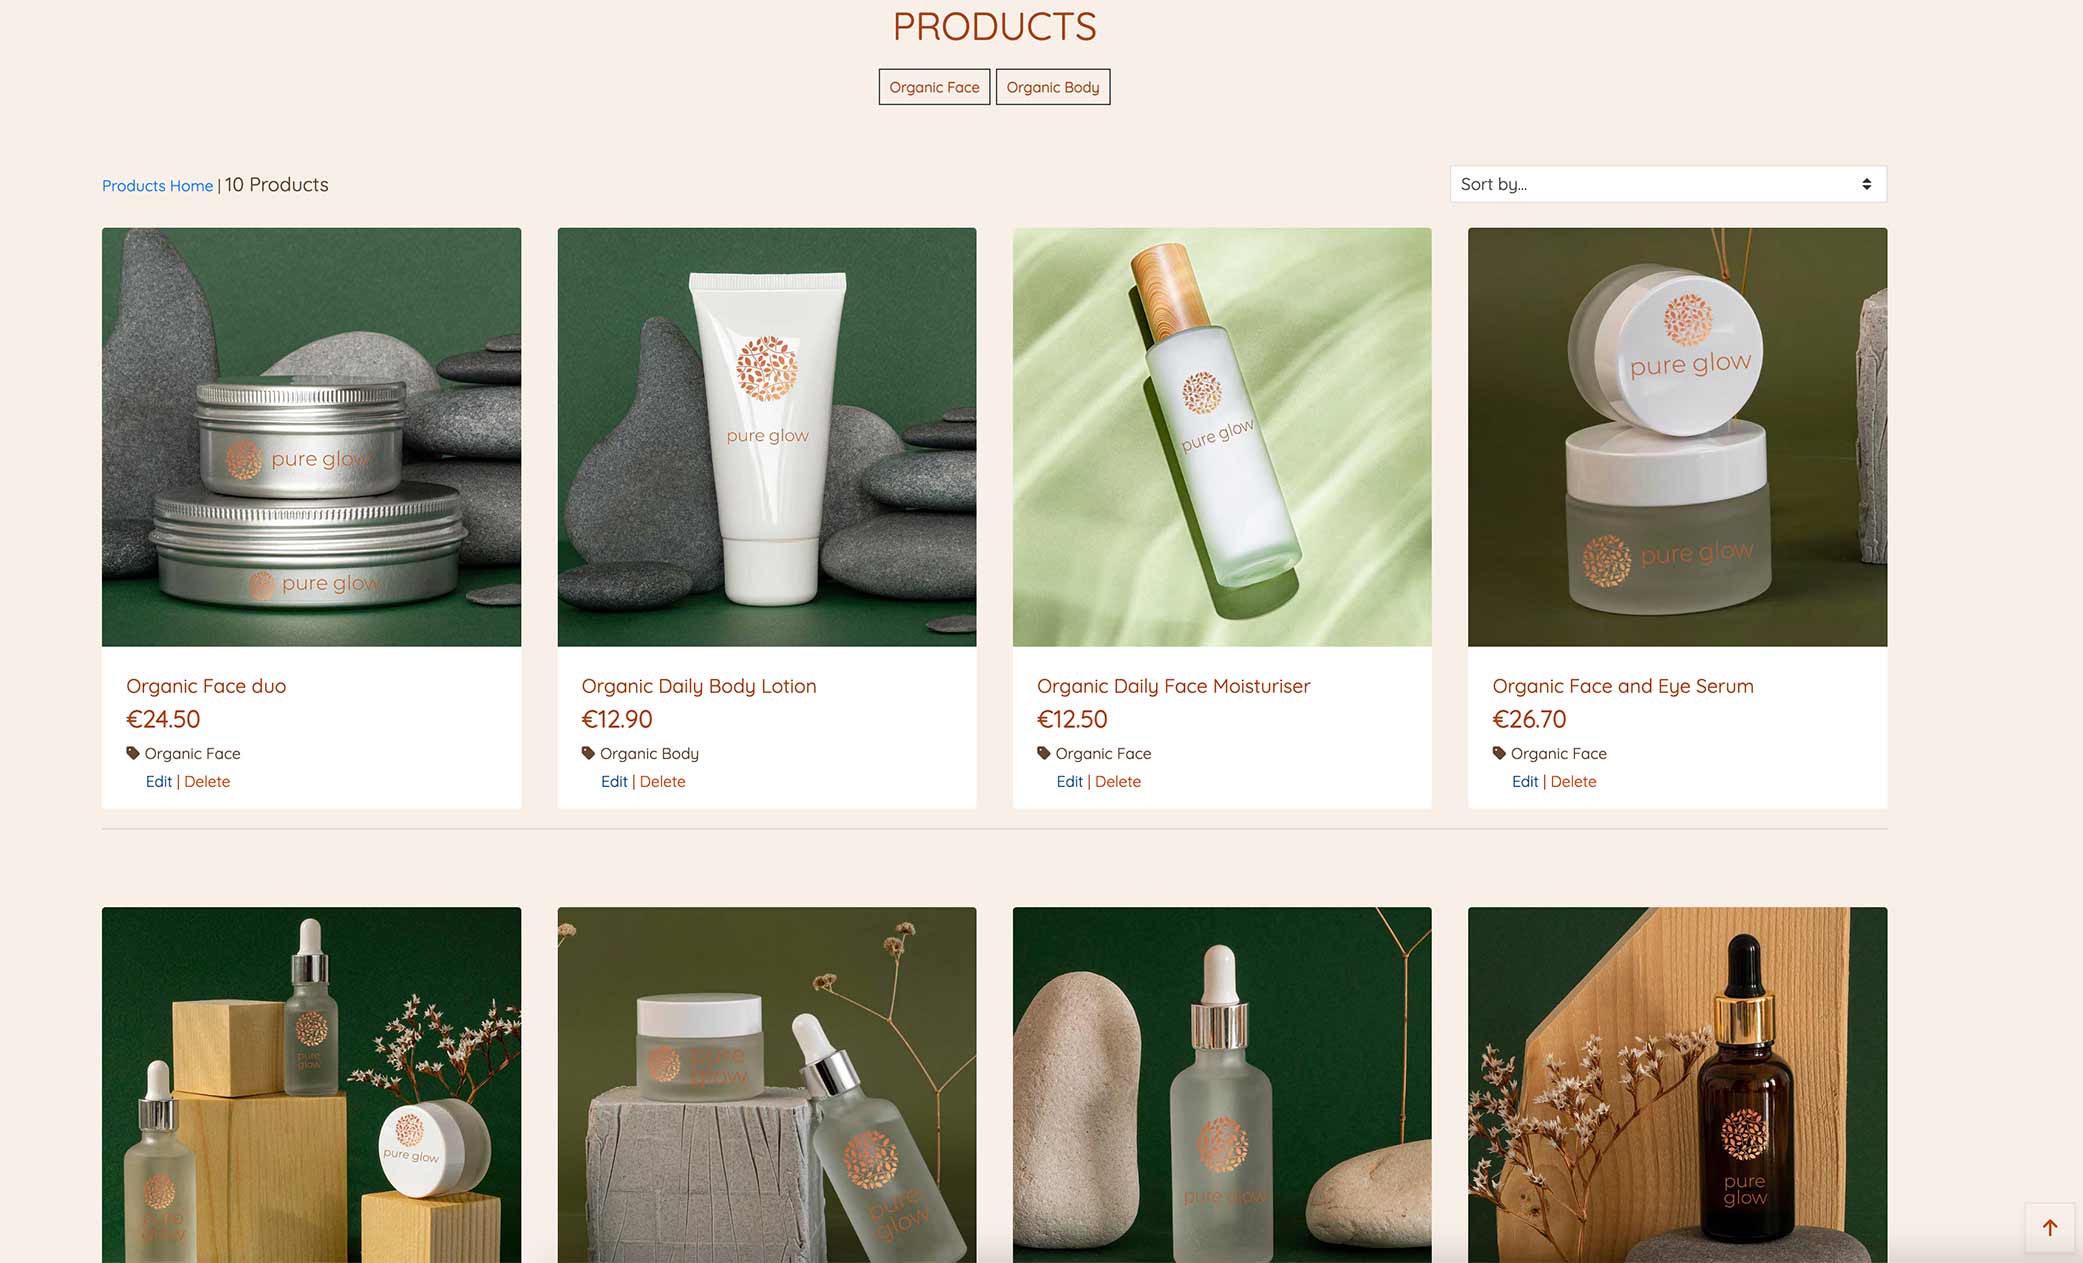 PRODUCTS
Organic Face
Organic Body
Products Home | 10 Products
Sort by...
pure glow
pure glow
pure glow
pure glow
pure glow
pure glow
Organic Face duo
€24.50
Organic Face
Edit | Delete
Organic Daily Body Lotion
€12.90
Organic Body
Edit | Delete
Organic Daily Face Moisturiser
€12.50
Organic Face
Edit | Delete
Organic Face and Eye Serum
€26.70
Organic Face
Edit | Delete
pure
glow
pure glow
pure
glow
pure
glow
pure
glow
pure glow
pure
glow